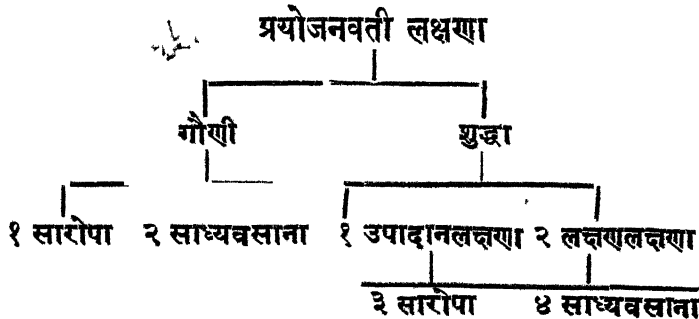 प्रयोजनवती लक्षणा
गौणी शुद्धा
१ सारोपा २ साध्यवसाना १ उपादानलक्षणा २ लक्षणलक्षणा
३ सारोपा ४ साध्यवसाना